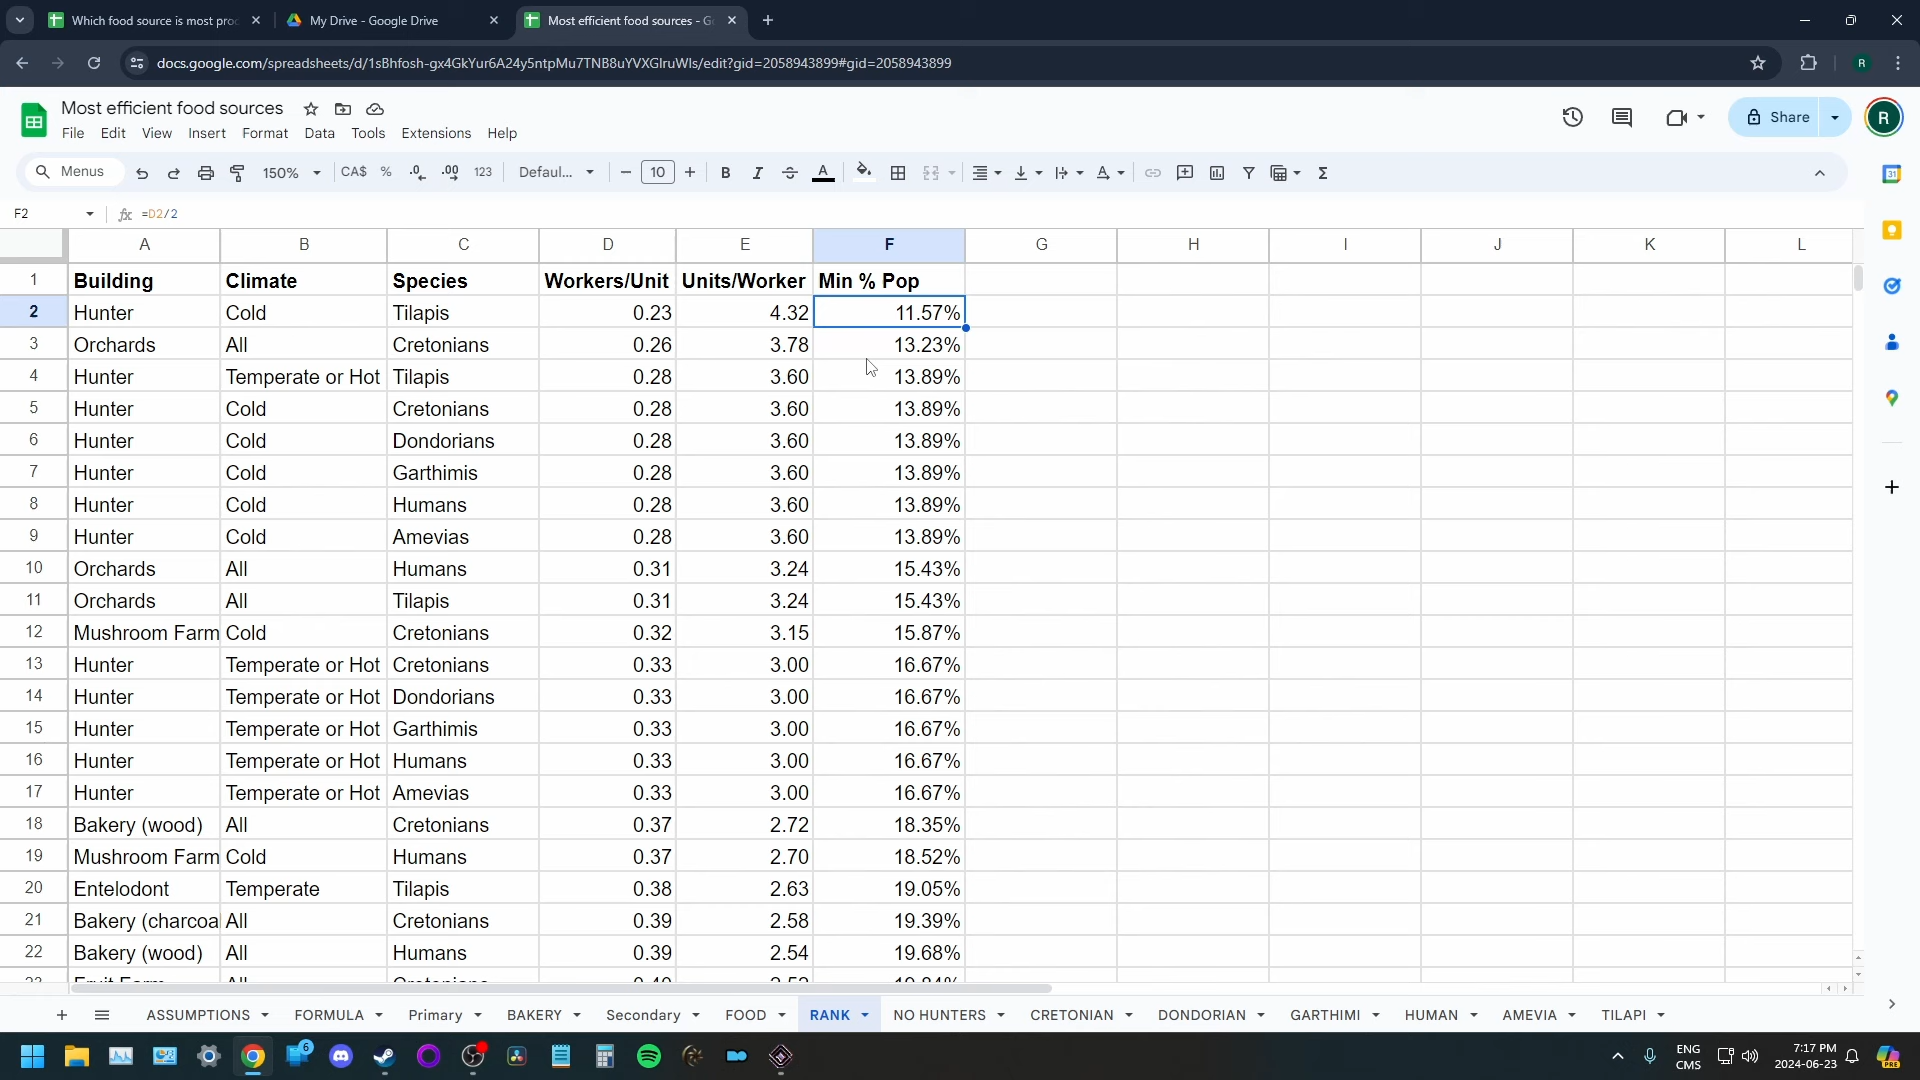 Which food source is most pro
My Drive - Google Drive
Most efficient food sources - G
docs.google.com/spreadsheets/d/1sBhfosh-gx4GkYur6A24y5ntpMu7TNB8uYVXGIruWIs/edit?gid=2058943899#gid=2058943899
R
Most efficient food sources
File Edit View Insert Format Data Tools Extensions Help
Share
R
Menus 150% CA$ % .0 .00 123 Defaul... 10 B I A
31
F2 fx =D2/2
A B C D E F G H I J K L
1 Building Climate Species Workers/Unit Units/Worker Min % Pop
2 Hunter Cold Tilapis 0.23 4.32 11.57%
3 Orchards All Cretonians 0.26 3.78 13.23%
4 Hunter Temperate or Hot Tilapis 0.28 3.60 13.89%
5 Hunter Cold Cretonians 0.28 3.60 13.89%
6 Hunter Cold Dondorians 0.28 3.60 13.89%
7 Hunter Cold Garthimis 0.28 3.60 13.89%
8 Hunter Cold Humans 0.28 3.60 13.89%
9 Hunter Cold Amevias 0.28 3.60 13.89%
10 Orchards All Humans 0.31 3.24 15.43%
11 Orchards All Tilapis 0.31 3.24 15.43%
12 Mushroom Farm Cold Cretonians 0.32 3.15 15.87%
13 Hunter Temperate or Hot Cretonians 0.33 3.00 16.67%
14 Hunter Temperate or Hot Dondorians 0.33 3.00 16.67%
15 Hunter Temperate or Hot Garthimis 0.33 3.00 16.67%
16 Hunter Temperate or Hot Humans 0.33 3.00 16.67%
17 Hunter Temperate or Hot Amevias 0.33 3.00 16.67%
18 Bakery (wood) All Cretonians 0.37 2.72 18.35%
19 Mushroom Farm Cold Humans 0.37 2.70 18.52%
20 Entelodont Temperate Tilapis 0.38 2.63 19.05%
21 Bakery (charcoa All Cretonians 0.39 2.58 19.39%
22 Bakery (wood) All Humans 0.39 2.54 19.68%
ASSUMPTIONS FORMULA Primary BAKERY Secondary FOOD RANK NO HUNTERS CRETONIAN DONDORIAN GARTHIMI HUMAN AMEVIA TILAPI
6
ENG
CMS
7:17 PM
2024-06-23
PRE